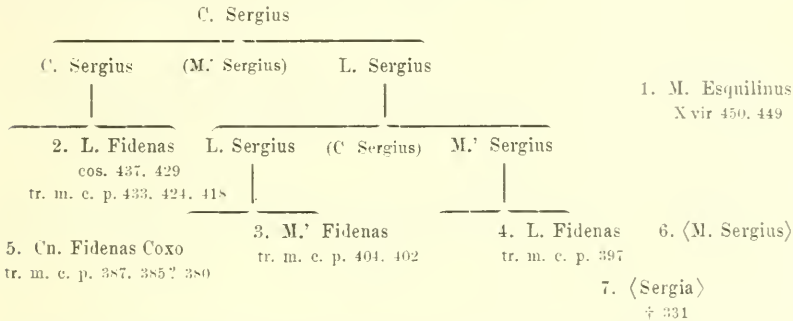 C. Sergius
C. Sergius (M.' Sergius) L. Sergius
1. M. Esquilinus
X vir 450. 449
2. L. Fidenas L. Sergius (C Sergius) M.' Sergius
cos. 437. 429
tr. m. c. p. 433. 424. 418
3. M.' Fidenas 4. L. Fidenas 6. ⟨M. Sergius⟩
5. Cn. Fidenas Coxo tr. m. c. p. 404. 402 tr. m. c. p. 397
tr. m. c. p. 387. 385? 380
7. ⟨Sergia⟩
† 331